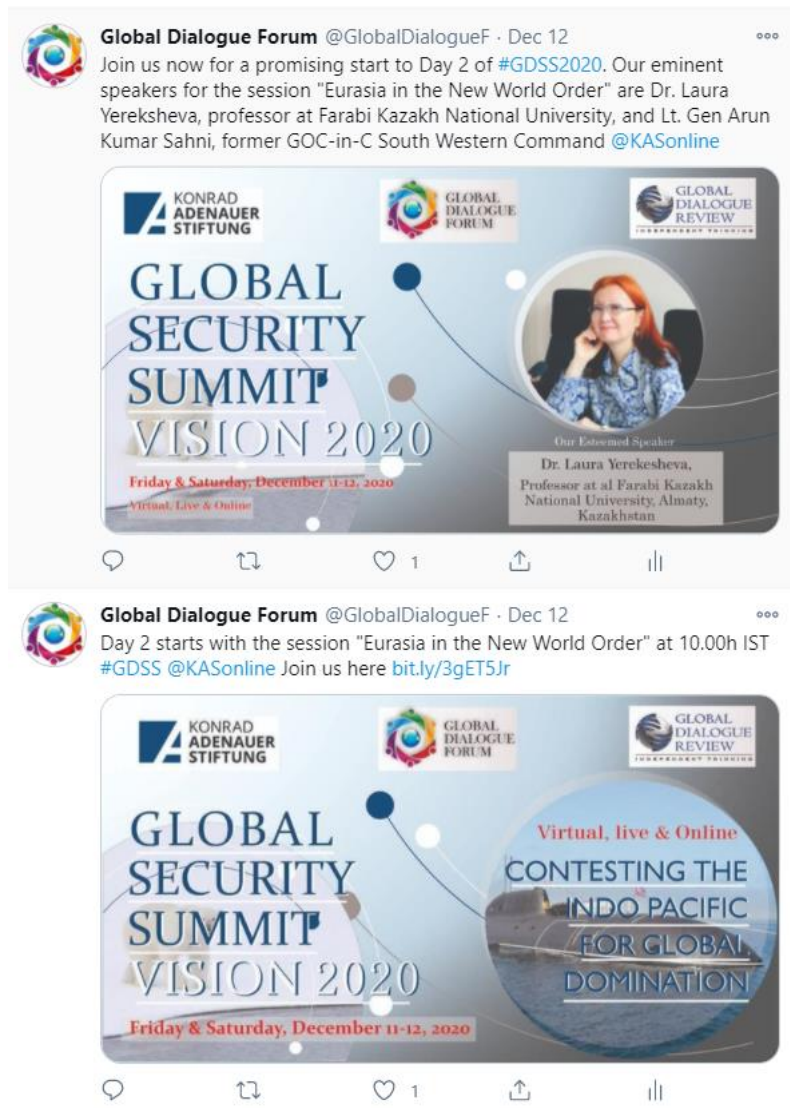 Global Dialogue Forum @GlobalDialogueF · Dec 12
Join us now for a promising start to Day 2 of #GDSS2020. Our eminent
speakers for the session "Eurasia in the New World Order" are Dr. Laura
Yereksheva, professor at Farabi Kazakh National University, and Lt. Gen Arun
Kumar Sahni, former GOC-in-C South Western Command @KASonline
KONRAD
ADENAUER
STIFTUNG
GLOBAL
DIALOGUE
FORUM
GLOBAL
DIALOGUE
REVIEW
INDEPENDENT THINKING
GLOBAL
SECURITY
SUMMIT
VISION 2020
Friday & Saturday, December 11-12, 2020
Virtual, Live & Online
Our Esteemed Speaker
Dr. Laura Yerekesheva,
Professor at al Farabi Kazakh
National University, Almaty,
Kazakhstan
1
Global Dialogue Forum @GlobalDialogueF · Dec 12
Day 2 starts with the session "Eurasia in the New World Order" at 10.00h IST
#GDSS @KASonline Join us here bit.ly/3gET5Jr
KONRAD
ADENAUER
STIFTUNG
GLOBAL
DIALOGUE
FORUM
GLOBAL
DIALOGUE
REVIEW
INDEPENDENT THINKING
GLOBAL
SECURITY
SUMMIT
VISION 2020
Friday & Saturday, December 11-12, 2020
Virtual, live & Online
CONTESTING THE
INDO PACIFIC
FOR GLOBAL
DOMINATION
1